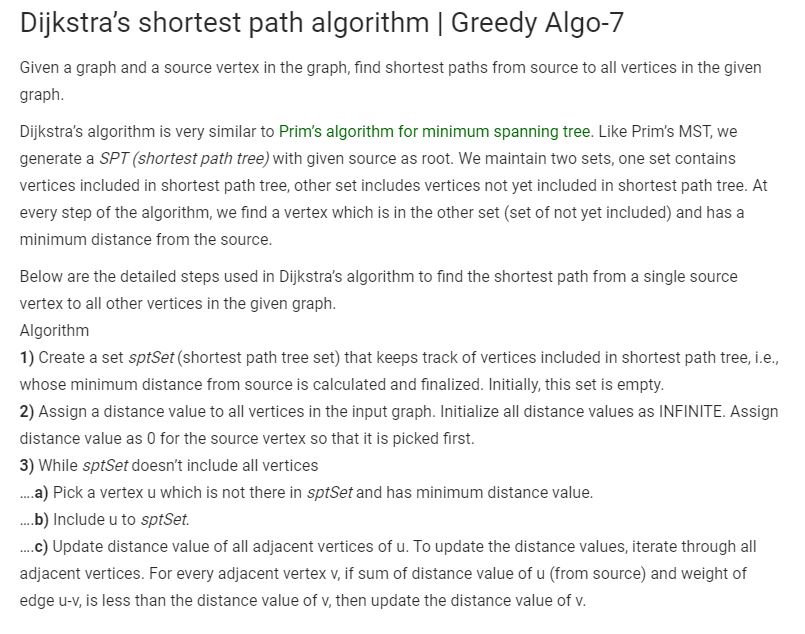 Dijkstra’s shortest path algorithm | Greedy Algo-7
Given a graph and a source vertex in the graph, find shortest paths from source to all vertices in the given
graph.
Dijkstra’s algorithm is very similar to Prim’s algorithm for minimum spanning tree. Like Prim’s MST, we
generate a SPT (shortest path tree) with given source as root. We maintain two sets, one set contains
vertices included in shortest path tree, other set includes vertices not yet included in shortest path tree. At
every step of the algorithm, we find a vertex which is in the other set (set of not yet included) and has a
minimum distance from the source.
Below are the detailed steps used in Dijkstra’s algorithm to find the shortest path from a single source
vertex to all other vertices in the given graph.
Algorithm
1) Create a set sptSet (shortest path tree set) that keeps track of vertices included in shortest path tree, i.e.,
whose minimum distance from source is calculated and finalized. Initially, this set is empty.
2) Assign a distance value to all vertices in the input graph. Initialize all distance values as INFINITE. Assign
distance value as 0 for the source vertex so that it is picked first.
3) While sptSet doesn’t include all vertices
….a) Pick a vertex u which is not there in sptSet and has minimum distance value.
….b) Include u to sptSet.
….c) Update distance value of all adjacent vertices of u. To update the distance values, iterate through all
adjacent vertices. For every adjacent vertex v, if sum of distance value of u (from source) and weight of
edge u-v, is less than the distance value of v, then update the distance value of v.